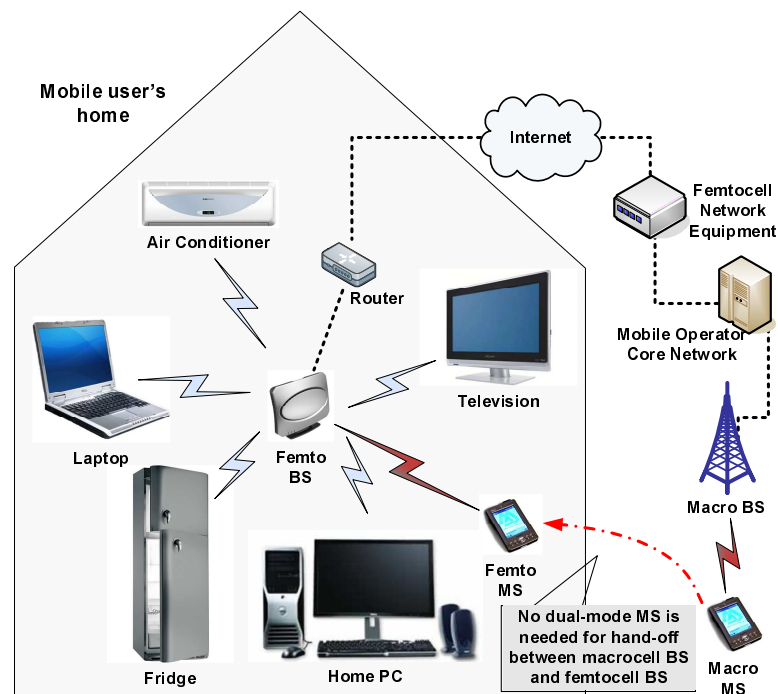 Mobile user's
home
Internet
Femtocell
Network
Equipment
Air Conditioner
Router
Mobile Operator
Core Network
Television
Laptop
Femto
BS
Macro BS
Femto
MS
No dual-mode MS is
needed for hand-off
between macrocell BS
and femtocell BS
Fridge
Home PC
Macro
MS